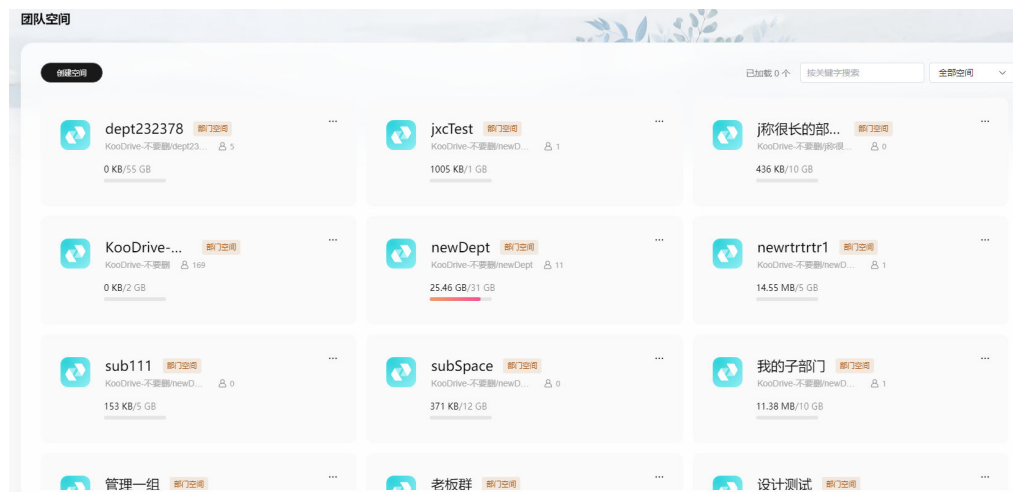 团队空间
创建空间
已加载 0 个
按关键字搜索
全部空间
dept232378 部门空间
KooDrive-不要删/dept23... 5
0 KB/55 GB
jxcTest 部门空间
KooDrive-不要删/newD... 1
1005 KB/1 GB
j称很长的部... 部门空间
KooDrive-不要删/j称很... 0
436 KB/10 GB
KooDrive-... 部门空间
KooDrive-不要删 169
0 KB/2 GB
newDept 部门空间
KooDrive-不要删/newDept 11
25.46 GB/31 GB
newrtrtrtr1 部门空间
KooDrive-不要删/newD... 1
14.55 MB/5 GB
sub111 部门空间
KooDrive-不要删/newD... 0
153 KB/5 GB
subSpace 部门空间
KooDrive-不要删/newD... 0
371 KB/12 GB
我的子部门 部门空间
KooDrive-不要删/newD... 1
11.38 MB/10 GB
管理一组 部门空间
老板群 部门空间
设计测试 部门空间